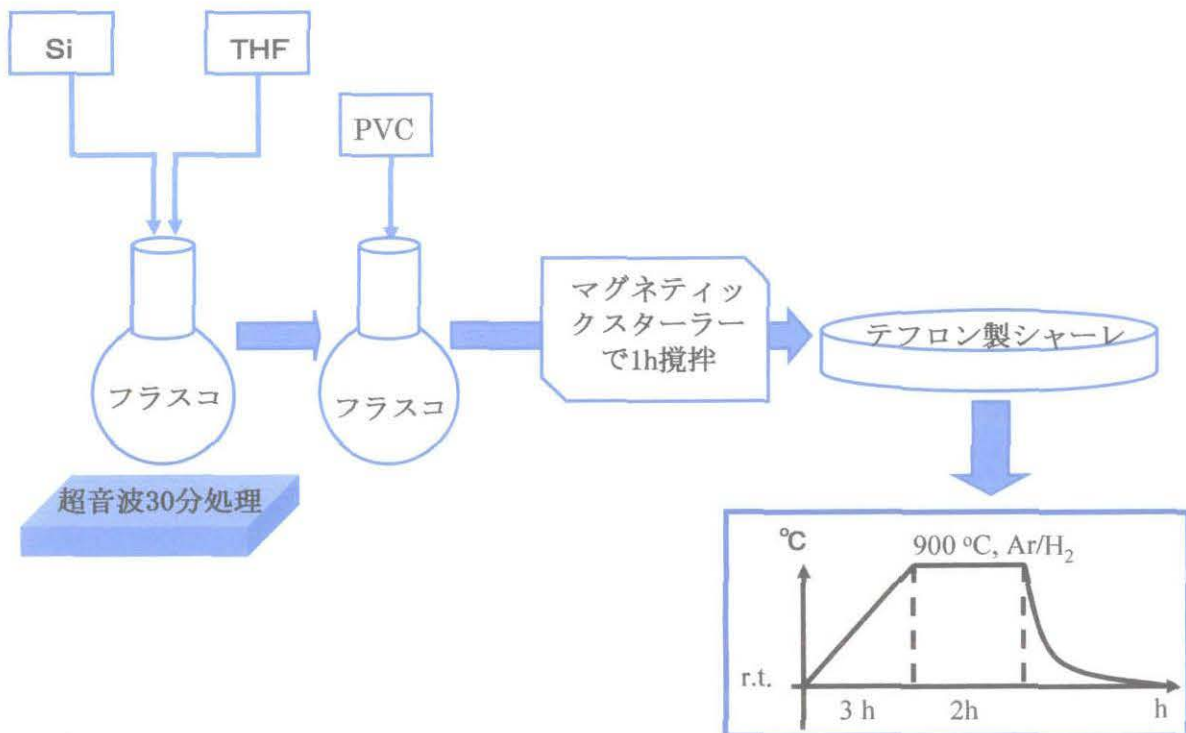 Si
THF
PVC
フラスコ
フラスコ
超音波30分処理
マグネティッ
クスターラー
で1h攪拌
テフロン製シャーレ
℃
900 ℃, Ar/H₂
r.t.
3 h
2h
h